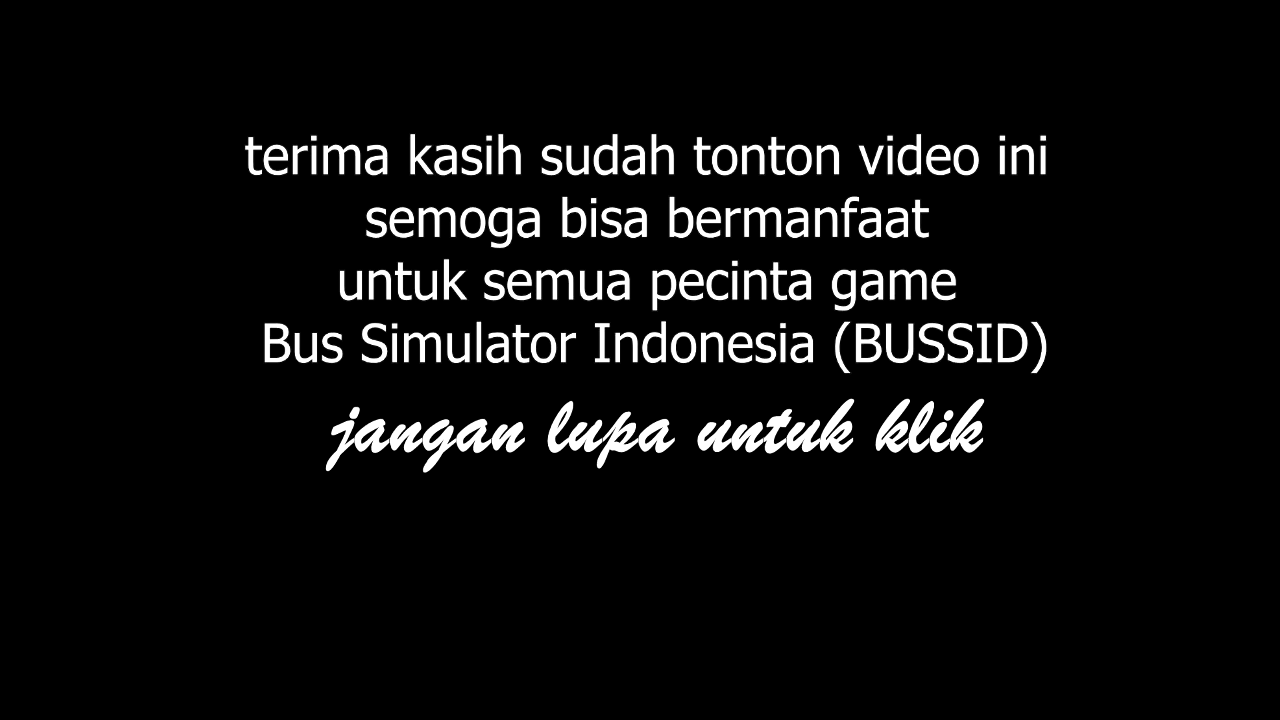 terima kasih sudah tonton video ini
semoga bisa bermanfaat
untuk semua pecinta game
Bus Simulator Indonesia (BUSSID)
jangan lupa untuk klik